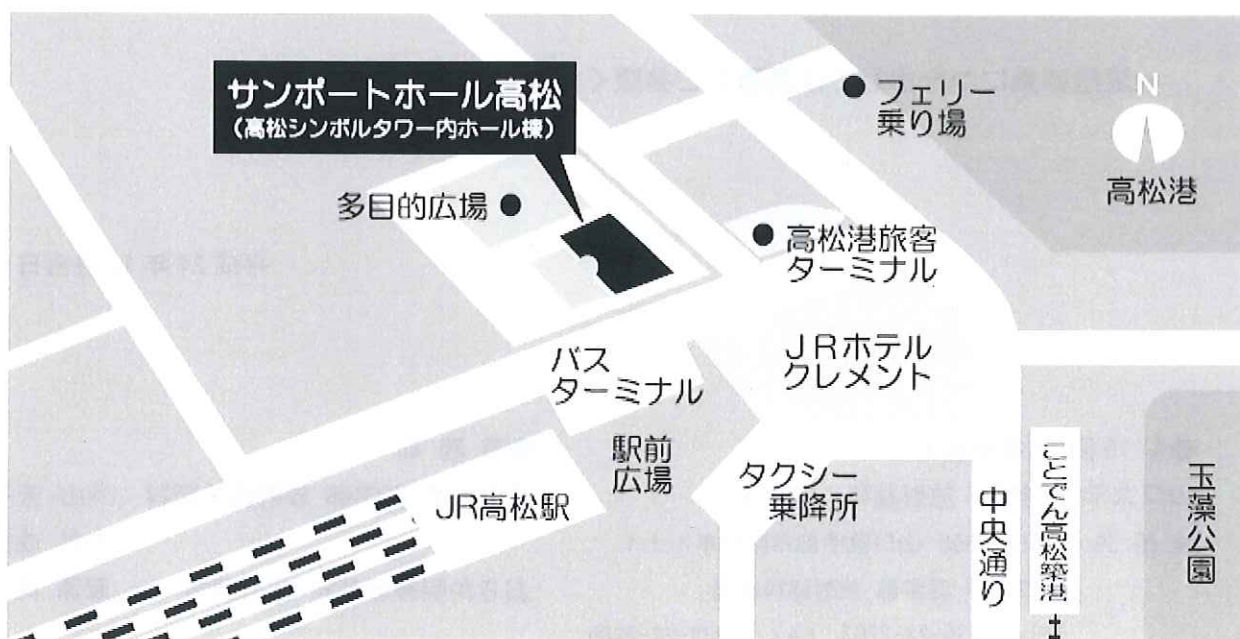 サンポートホール高松
(高松シンボルタワー内ホール棟)
フェリー
乗り場
N
高松港
多目的広場
高松港旅客
ターミナル
バス
ターミナル
JRホテル
クレメント
駅前
広場
タクシー
乗降所
JR高松駅
中央通り
ことでん高松築港
玉藻公園